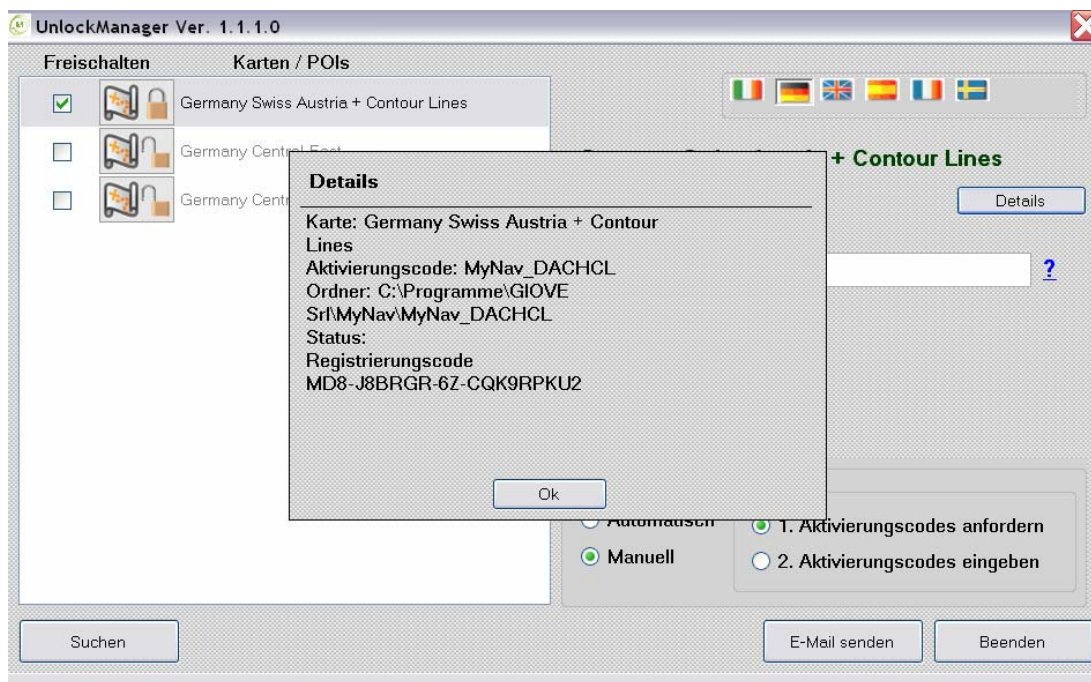 UnlockManager Ver. 1.1.1.0
Freischalten Karten / POIs
Germany Swiss Austria + Contour Lines
Germany Central East
Germany Centr
+ Contour Lines
Details
Details
Karte: Germany Swiss Austria + Contour
Lines
Aktivierungscode: MyNav_DACHCL
Ordner: C:\Programme\GIOVE
Srl\MyNav\MyNav_DACHCL
Status:
Registrierungscode
MD8-J8BRGR-6Z-CQK9RPKU2
Ok
?
Automatisch
Manuell
1. Aktivierungscodes anfordern
2. Aktivierungscodes eingeben
Suchen
E-Mail senden
Beenden